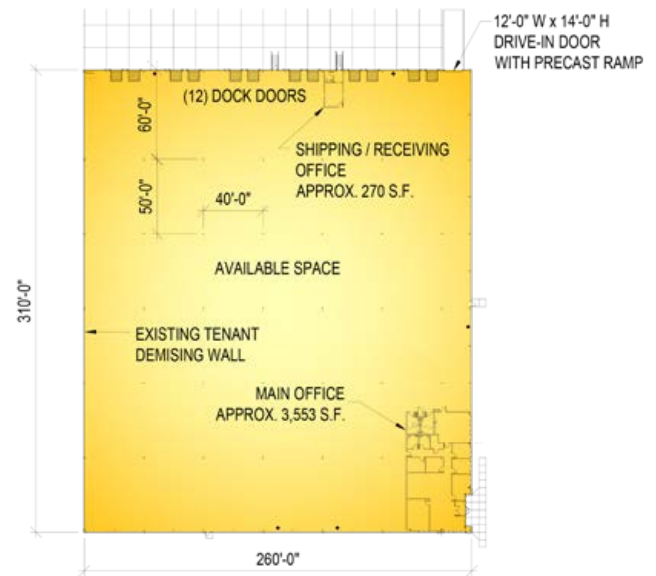 12'-0" W x 14'-0" H
DRIVE-IN DOOR
WITH PRECAST RAMP
(12) DOCK DOORS
60'-0"
SHIPPING / RECEIVING
OFFICE
APPROX. 270 S.F.
50'-0"
40'-0"
AVAILABLE SPACE
310'-0"
EXISTING TENANT
DEMISING WALL
MAIN OFFICE
APPROX. 3,553 S.F.
260'-0"